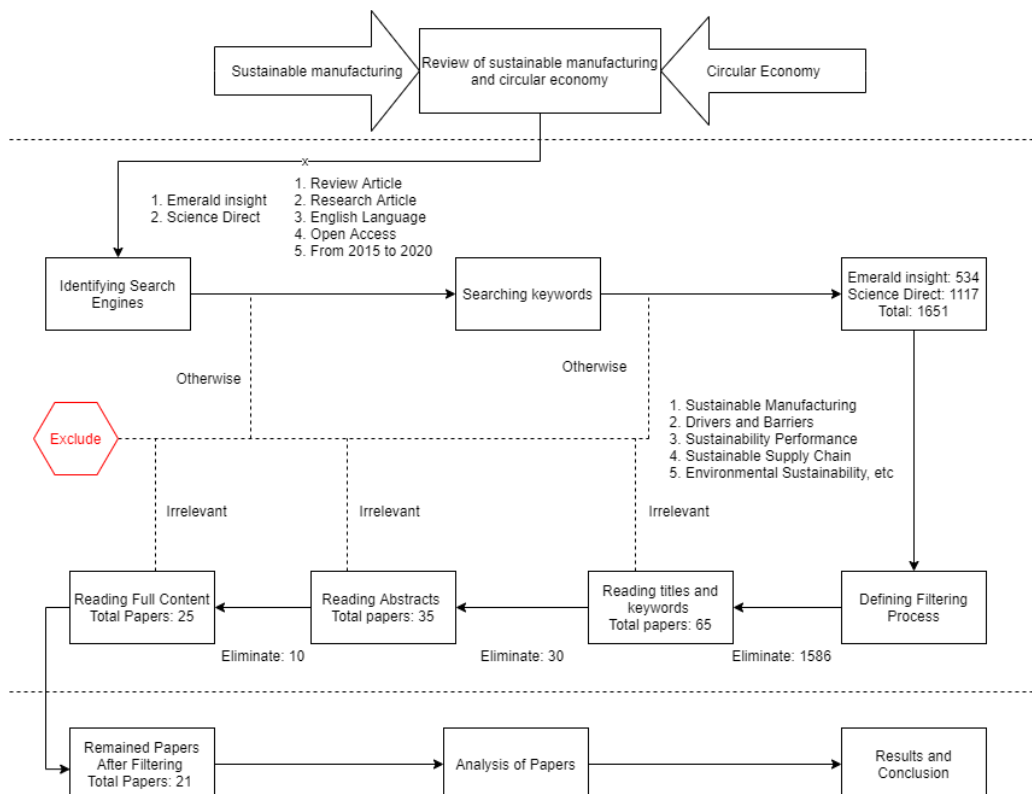 Sustainable manufacturing
Review of sustainable manufacturing
and circular economy
Circular Economy
x
1. Emerald insight
2. Science Direct
1. Review Article
2. Research Article
3. English Language
4. Open Access
5. From 2015 to 2020
Identifying Search
Engines
Searching keywords
Emerald insight: 534
Science Direct: 1117
Total: 1651
Otherwise
Otherwise
Exclude
1. Sustainable Manufacturing
2. Drivers and Barriers
3. Sustainability Performance
4. Sustainable Supply Chain
5. Environmental Sustainability, etc
Irrelevant
Irrelevant
Irrelevant
Reading Full Content
Total Papers: 25
Reading Abstracts
Total papers: 35
Reading titles and
keywords
Total papers: 65
Defining Filtering
Process
Eliminate: 10
Eliminate: 30
Eliminate: 1586
Remained Papers
After Filtering
Total Papers: 21
Analysis of Papers
Results and
Conclusion